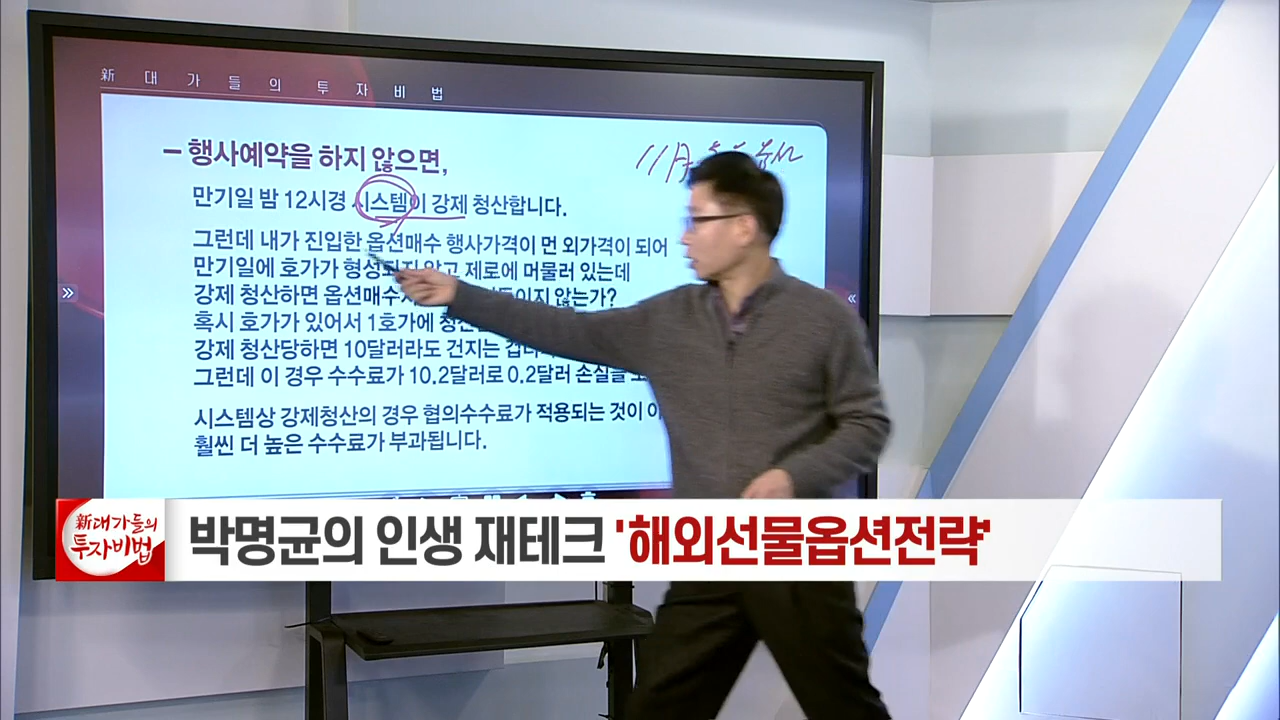 新 대 가 들 의 투 자 비 법
11月
– 행사예약을 하지 않으면,
만기일 밤 12시경 시스템이 강제 청산합니다.
그런데 내가 진입한 옵션매수 행사가격이 먼 외가격이 되어
만기일에 호가가 형성되지 않고 제로에 머물러 있는데
강제 청산하면 옵션매수 않는가?
혹시 호가가 있어서 1호가에
강제 청산당하면 10달러라도 건지는
그런데 이 경우 수수료가 10.2달러로 0.2달러 손실을
시스템상 강제청산의 경우 협의수수료가 적용되는 것이
훨씬 더 높은 수수료가 부과됩니다.
新대가들의
투자비법
박명균의 인생 재테크 '해외선물옵션전략'